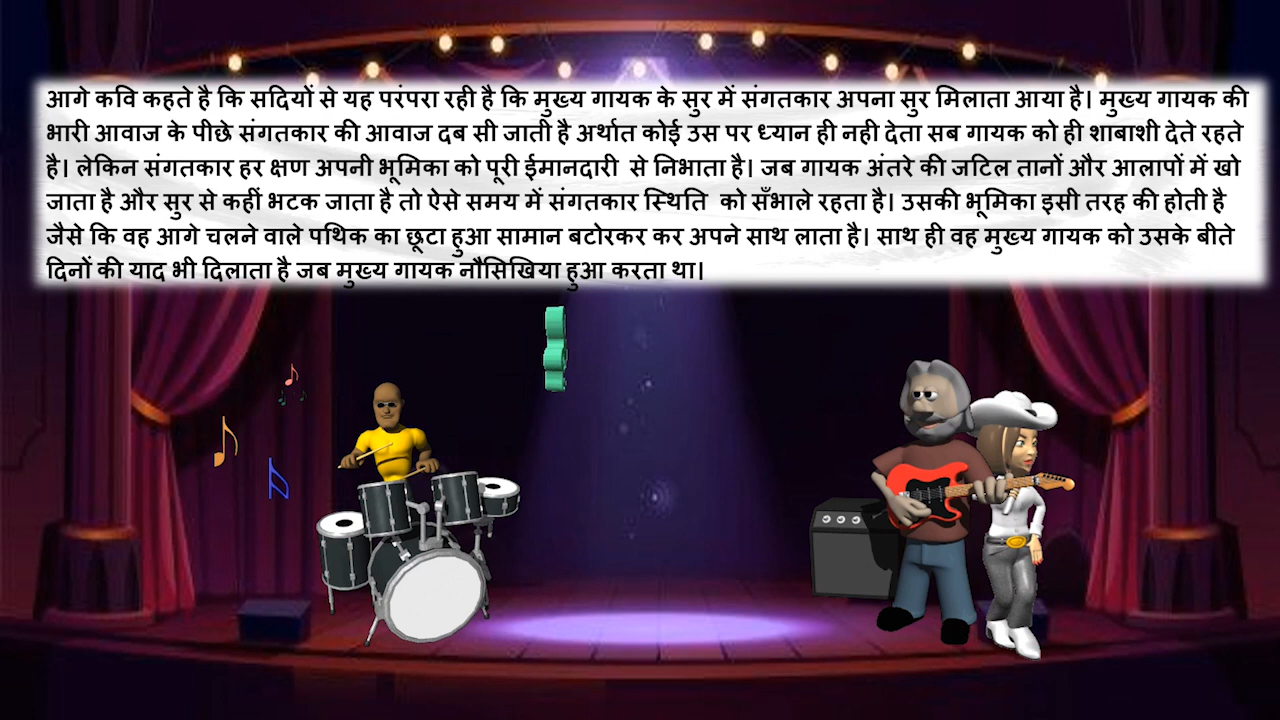 आगे कवि कहते है कि सदियों से यह परंपरा रही है कि मुख्य गायक के सुर में संगतकार अपना सुर मिलाता आया है। मुख्य गायक की
भारी आवाज के पीछे संगतकार की आवाज दब सी जाती है अर्थात कोई उस पर ध्यान ही नही देता सब गायक को ही शाबाशी देते रहते
है। लेकिन संगतकार हर क्षण अपनी भूमिका को पूरी ईमानदारी  से निभाता है। जब गायक अंतरे की जटिल तानों और आलापों में खो
जाता है और सुर से कहीं भटक जाता है तो ऐसे समय में संगतकार स्थिति  को सँभाले रहता है। उसकी भूमिका इसी तरह की होती है
जैसे कि वह आगे चलने वाले पथिक का छूटा हुआ सामान बटोरकर कर अपने साथ लाता है। साथ ही वह मुख्य गायक को उसके बीते
दिनों की याद भी दिलाता है जब मुख्य गायक नौसिखिया हुआ करता था।